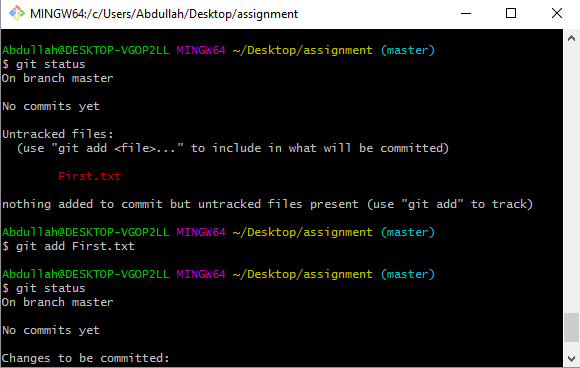 MINGW64:/c/Users/Abdullah/Desktop/assignment
Abdullah@DESKTOP-VGOP2LL MINGW64 ~/Desktop/assignment (master)
$ git status
On branch master
No commits yet
Untracked files:
(use "git add <file>..." to include in what will be committed)
First.txt
nothing added to commit but untracked files present (use "git add" to track)
Abdullah@DESKTOP-VGOP2LL MINGW64 ~/Desktop/assignment (master)
$ git add First.txt
Abdullah@DESKTOP-VGOP2LL MINGW64 ~/Desktop/assignment (master)
$ git status
On branch master
No commits yet
Changes to be committed: